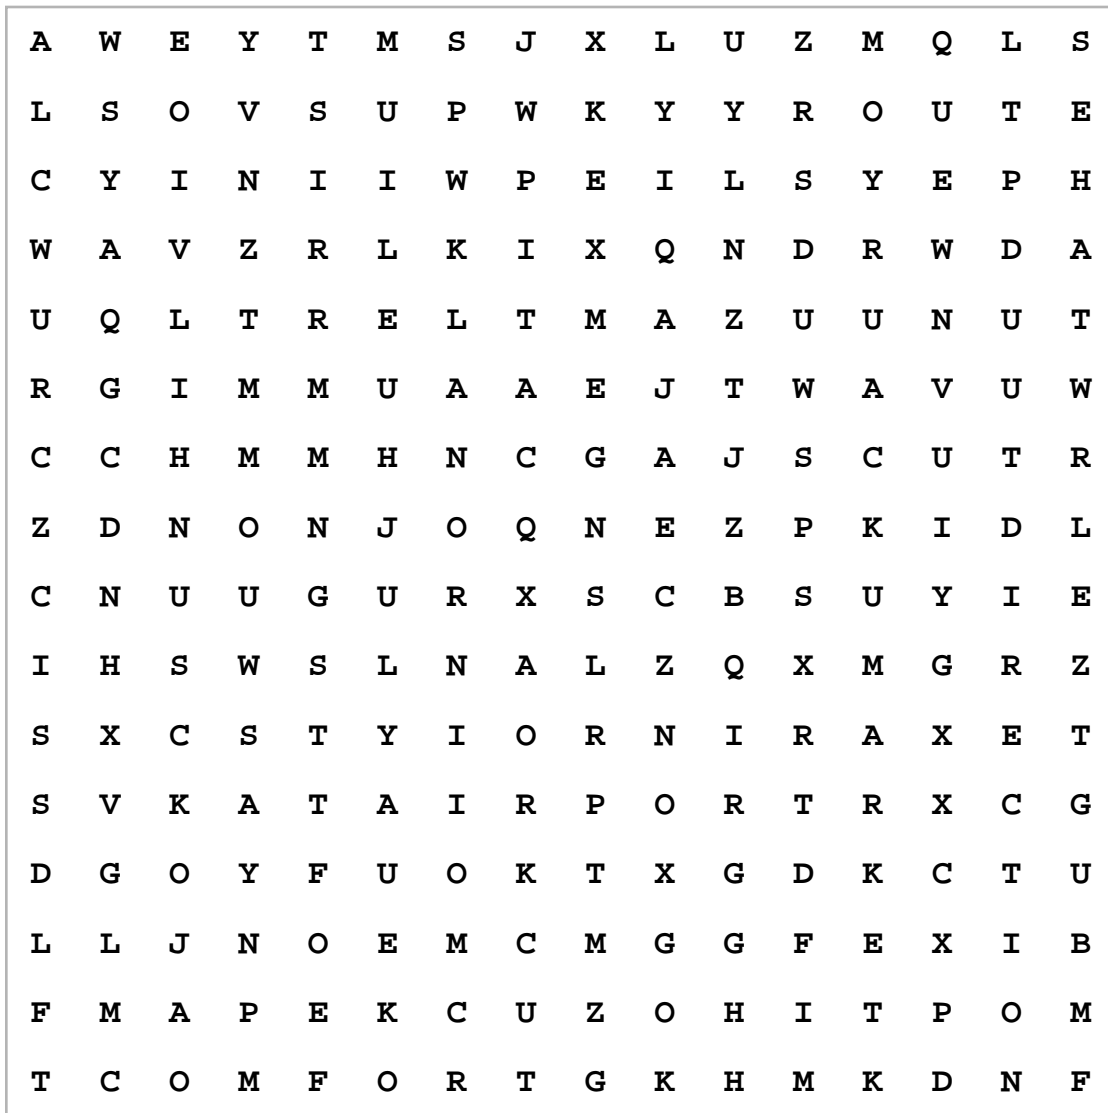 A W E Y T M S J X L U Z M Q L S
L S O V S U P W K Y Y R O U T E
C Y I N I I W P E I L S Y E P H
W A V Z R L K I X Q N D R W D A
U Q L T R E L T M A Z U U N U T
R G I M M U A A E J T W A V U W
C C H M M H N C G A J S C U T R
Z D N O N J O Q N E Z P K I D L
C N U U G U R X S C B S U Y I E
I H S W S L N A L Z Q X M G R Z
S X C S T Y I O R N I R A X E T
S V K A T A I R P O R T R X C G
D G O Y F U O K T X G D K C T U
L L J N O E M C M G G F E X I B
F M A P E K C U Z O H I T P O M
T C O M F O R T G K H M K D N F